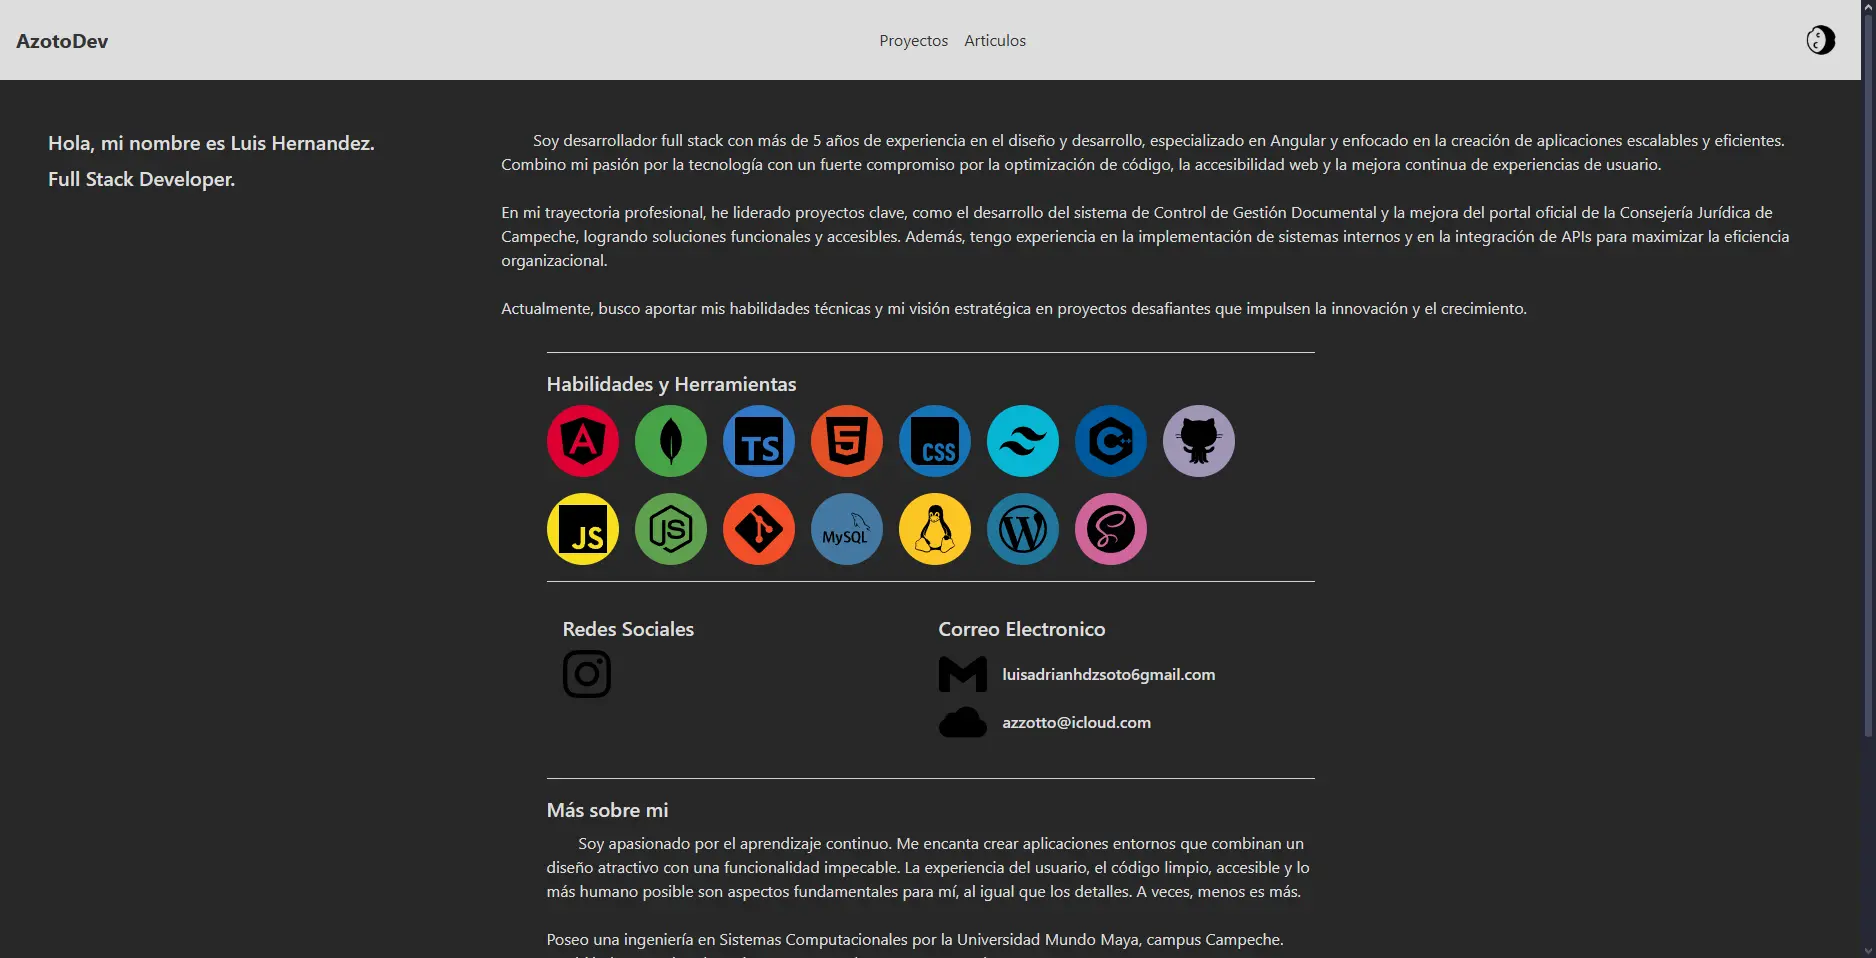 AzotoDev
Proyectos Articulos
Hola, mi nombre es Luis Hernandez.
Full Stack Developer.
Soy desarrollador full stack con más de 5 años de experiencia en el diseño y desarrollo, especializado en Angular y enfocado en la creación de aplicaciones escalables y eficientes.
Combino mi pasión por la tecnología con un fuerte compromiso por la optimización de código, la accesibilidad web y la mejora continua de experiencias de usuario.
En mi trayectoria profesional, he liderado proyectos clave, como el desarrollo del sistema de Control de Gestión Documental y la mejora del portal oficial de la Consejería Jurídica de
Campeche, logrando soluciones funcionales y accesibles. Además, tengo experiencia en la implementación de sistemas internos y en la integración de APIs para maximizar la eficiencia
organizacional.
Actualmente, busco aportar mis habilidades técnicas y mi visión estratégica en proyectos desafiantes que impulsen la innovación y el crecimiento.
Habilidades y Herramientas
A TS 5 CSS C++
JS JS MySQL W
Redes Sociales
Correo Electronico
luisadrianhdzsoto6gmail.com
azzotto@icloud.com
Más sobre mi
Soy apasionado por el aprendizaje continuo. Me encanta crear aplicaciones entornos que combinan un
diseño atractivo con una funcionalidad impecable. La experiencia del usuario, el código limpio, accesible y lo
más humano posible son aspectos fundamentales para mí, al igual que los detalles. A veces, menos es más.
Poseo una ingeniería en Sistemas Computacionales por la Universidad Mundo Maya, campus Campeche.